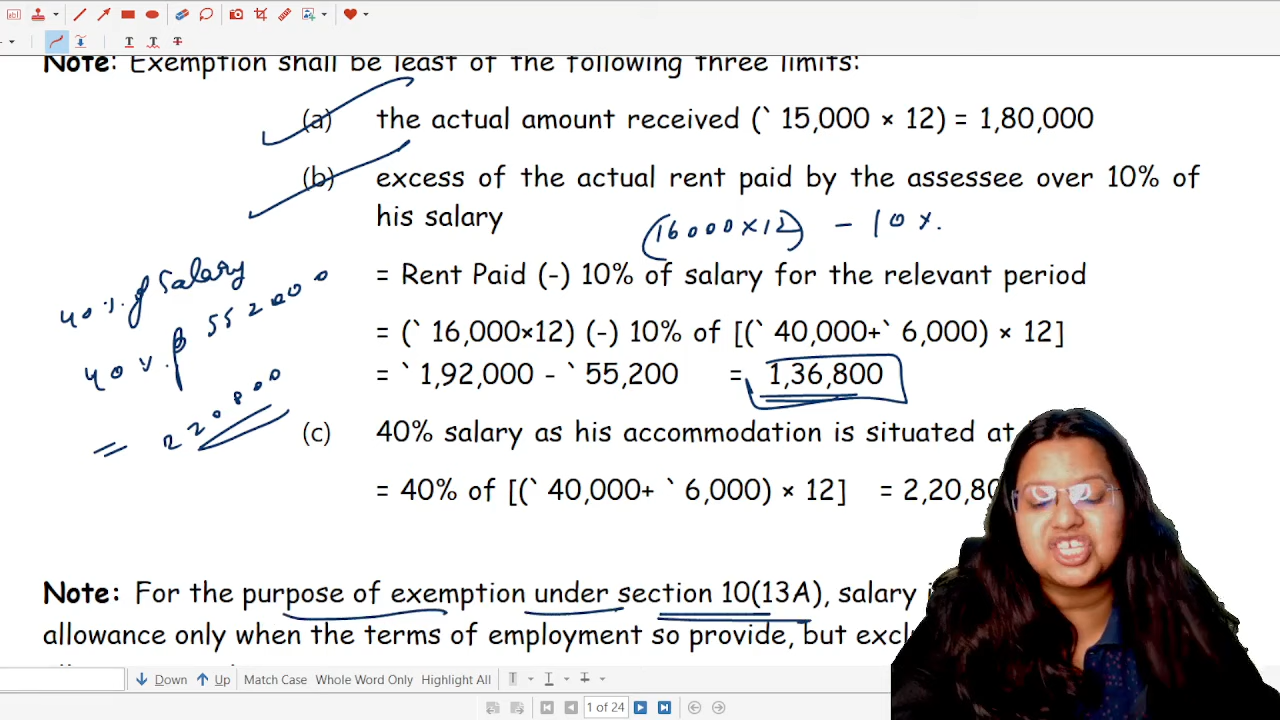 Note: Exemption shall be least of the following three limits:
(a) the actual amount received (` 15,000 × 12) = 1,80,000
(b) excess of the actual rent paid by the assessee over 10% of
his salary
(16000×12) - 10%.
= Rent Paid (-) 10% of salary for the relevant period
40%. of Salary
= (` 16,000×12) (-) 10% of [(` 40,000+` 6,000) × 12]
40%. of 552000
= ` 1,92,000 - ` 55,200 = 1,36,800
= 220800
(c) 40% salary as his accommodation is situated at
= 40% of [(` 40,000+ ` 6,000) × 12] = 2,20,80
Note: For the purpose of exemption under section 10(13A), salary
allowance only when the terms of employment so provide, but
Down Up Match Case Whole Word Only Highlight All
1 of 24